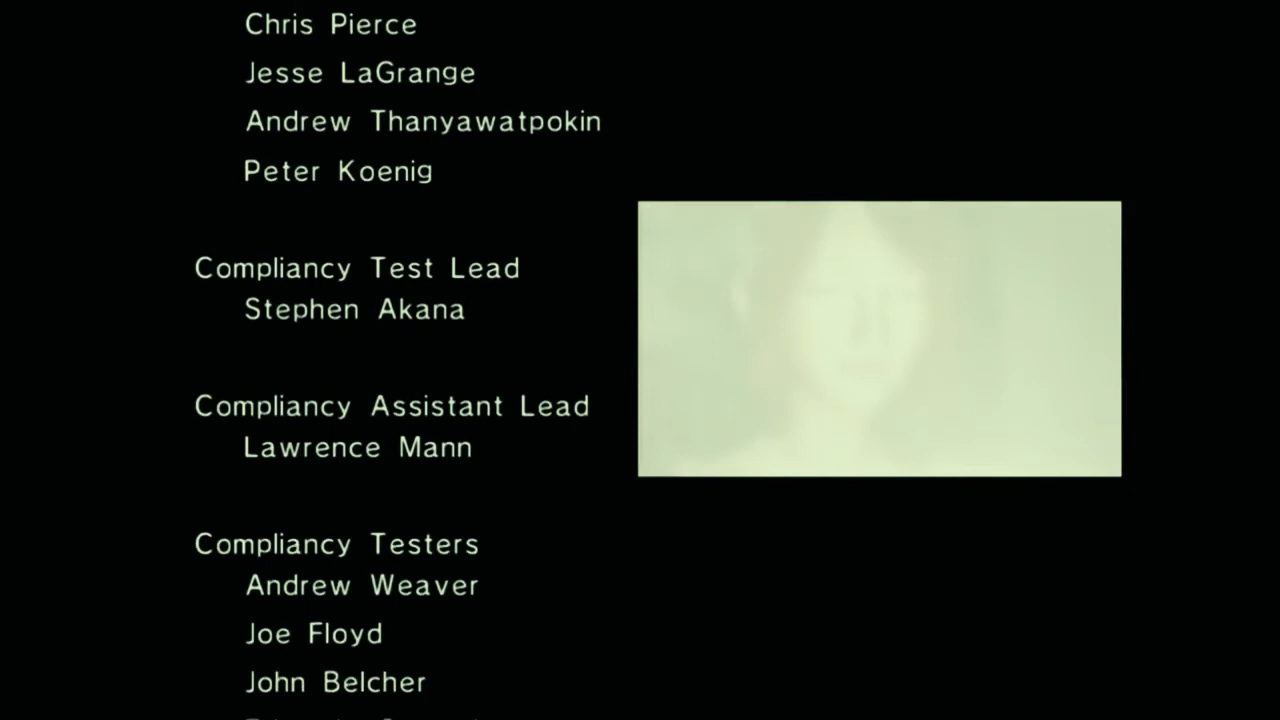 Chris Pierce
Jesse LaGrange
Andrew Thanyawatpokin
Peter Koenig
Compliancy Test Lead
Stephen Akana
Compliancy Assistant Lead
Lawrence Mann
Compliancy Testers
Andrew Weaver
Joe Floyd
John Belcher